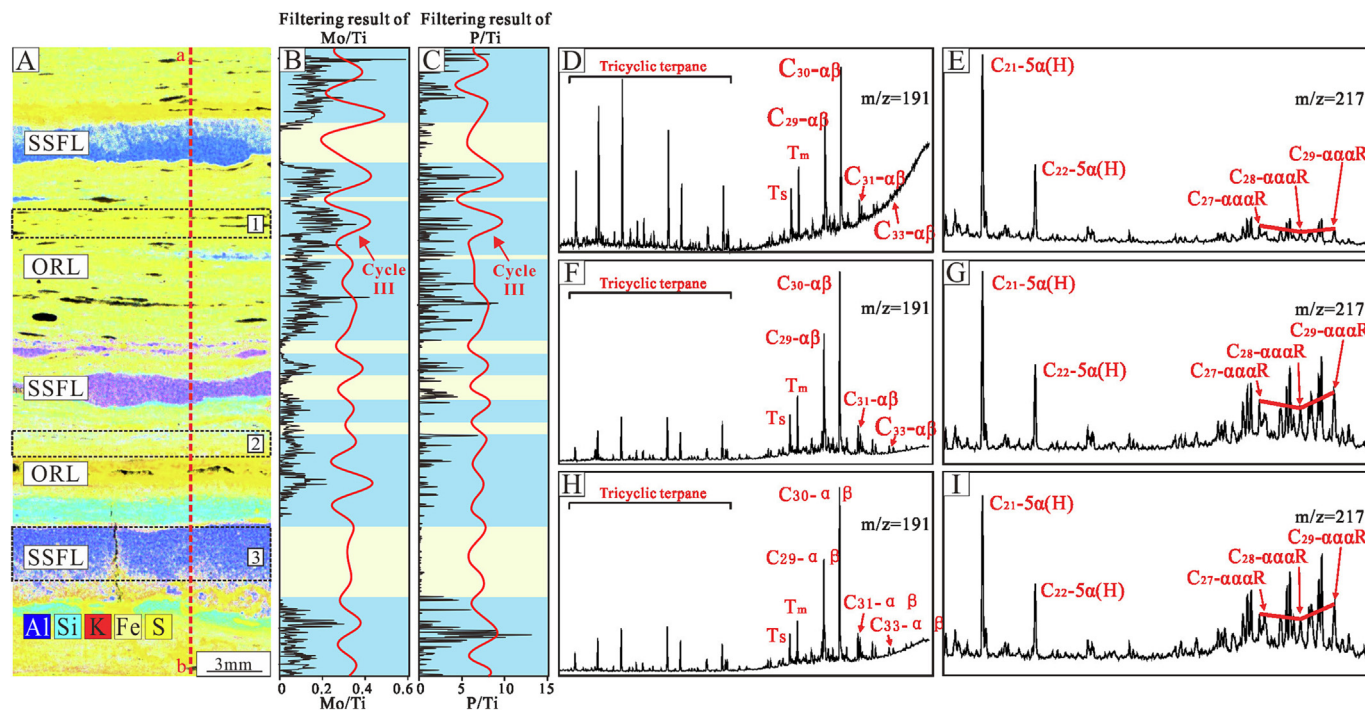 Filtering result of
Mo/Ti
Filtering result of
P/Ti
A
a
SSFL
1
ORL
SSFL
2
ORL
SSFL
3
Al Si K Fe S
b
3mm
B
Cycle
III
0 0.2 0.4 0.6
Mo/Ti
C
Cycle
III
0 5 10 15
P/Ti
D
Tricyclic terpane
C₃₀-αβ
m/z=191
C₂₉-αβ
Tm
Ts
C₃₁-αβ
C₃₃-αβ
E
C₂₁-5α(H)
m/z=217
C₂₂-5α(H)
C₂₉-αααR
C₂₈-αααR
C₂₇-αααR
F
Tricyclic terpane
C₃₀-αβ
m/z=191
C₂₉-αβ
Tm
Ts
C₃₁-αβ
C₃₃-αβ
G
C₂₁-5α(H)
m/z=217
C₂₉-αααR
C₂₈-αααR
C₂₂-5α(H)
C₂₇-αααR
H
Tricyclic terpane
C₃₀-α β
m/z=191
C₂₉-α β
Tm
C₃₁-α β
Ts
C₃₃-α β
I
C₂₁-5α(H)
m/z=217
C₂₉-αααR
C₂₈-αααR
C₂₇-αααR
C₂₂-5α(H)